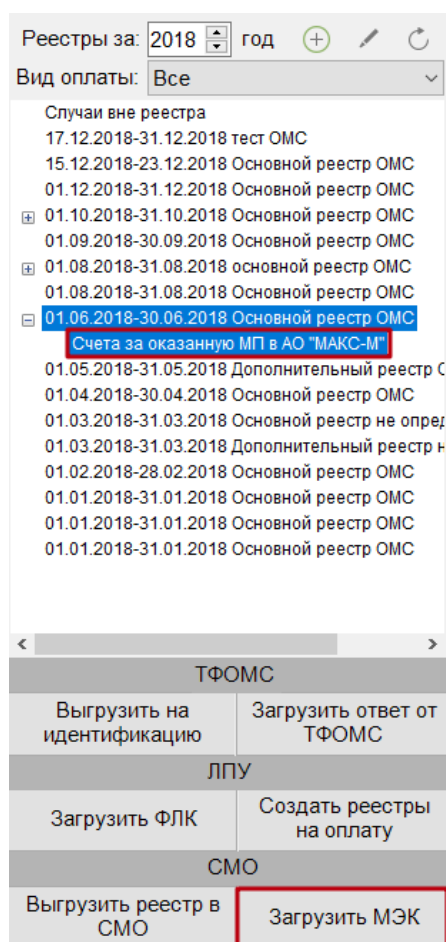 Реестры за: 2018 год
Вид оплаты: Все
Случаи вне реестра
17.12.2018-31.12.2018 тест ОМС
15.12.2018-23.12.2018 Основной реестр ОМС
01.12.2018-31.12.2018 Основной реестр ОМС
01.10.2018-31.10.2018 Основной реестр ОМС
01.09.2018-30.09.2018 Основной реестр ОМС
01.08.2018-31.08.2018 основной реестр ОМС
01.08.2018-31.08.2018 Основной реестр ОМС
01.06.2018-30.06.2018 Основной реестр ОМС
Счета за оказанную МП в АО "МАКС-М"
01.05.2018-31.05.2018 Дополнительный реестр
01.04.2018-30.04.2018 Основной реестр ОМС
01.03.2018-31.03.2018 Основной реестр не опред
01.03.2018-31.03.2018 Дополнительный реестр н
01.02.2018-28.02.2018 Основной реестр ОМС
01.01.2018-31.01.2018 Основной реестр ОМС
01.01.2018-31.01.2018 Основной реестр ОМС
01.01.2018-31.01.2018 Основной реестр ОМС
ТФОМС
Выгрузить на
идентификацию
Загрузить ответ от
ТФОМС
ЛПУ
Загрузить ФЛК
Создать реестры
на оплату
СМО
Выгрузить реестр в
СМО
Загрузить МЭК